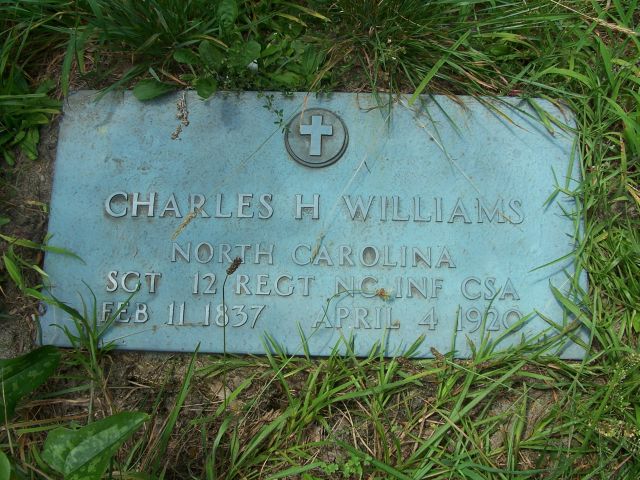 CHARLES H WILLIAMS
NORTH CAROLINA
SGT 12 REGT NC INF CSA
FEB 11 1837 APRIL 4 1920